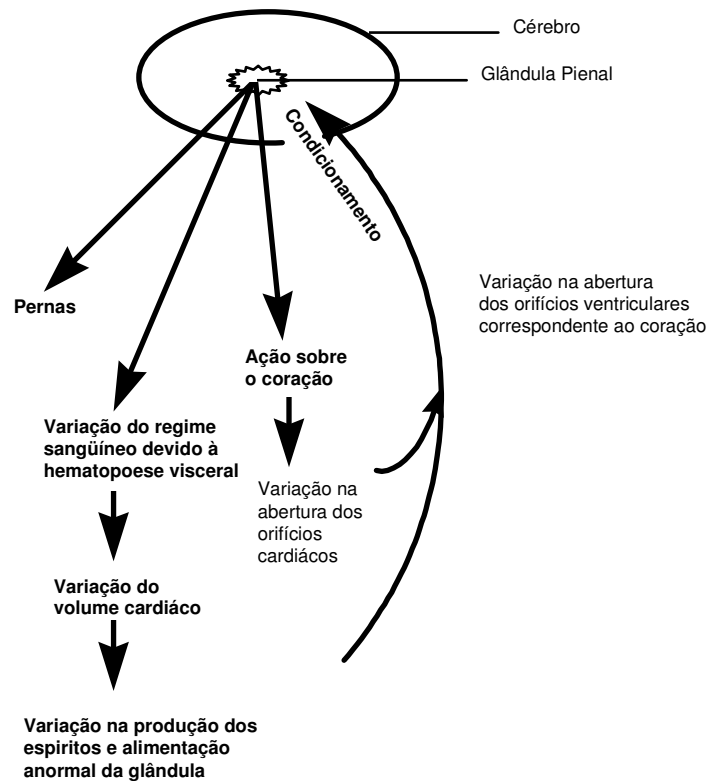 Cérebro
Glândula Pienal
Condicionamento
Pernas
Variação na abertura
dos orifícios ventriculares
correspondente ao coração
Ação sobre
o coração
Variação do regime
sangüíneo devido à
hematopoese visceral
Variação na
abertura dos
orifícios
cardiácos
Variação do
volume cardiáco
Variação na produção dos
espiritos e alimentação
anormal da glândula